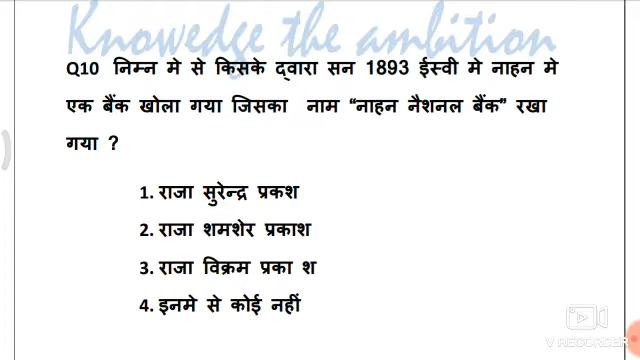 Knowedge the ambition
Q10 निम्न मे से किसके द्वारा सन 1893 ईस्वी मे नाहन मे
एक बैंक खोला गया जिसका नाम “नाहन नैशनल बैंक” रखा
गया ?
1. राजा सुरेन्द्र प्रकश
2. राजा शमशेर प्रकाश
3. राजा विक्रम प्रका श
4. इनमे से कोई नहीं
V RECORDER